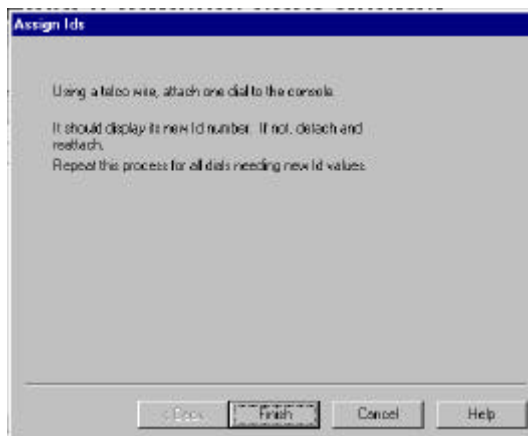 Assign Ids
Using a telco wire, attach one dial to the console.
It should display its new Id number. If not, detach and
reattach.
Repeat this process for all dials needing new Id values.
< Back
Finish
Cancel
Help